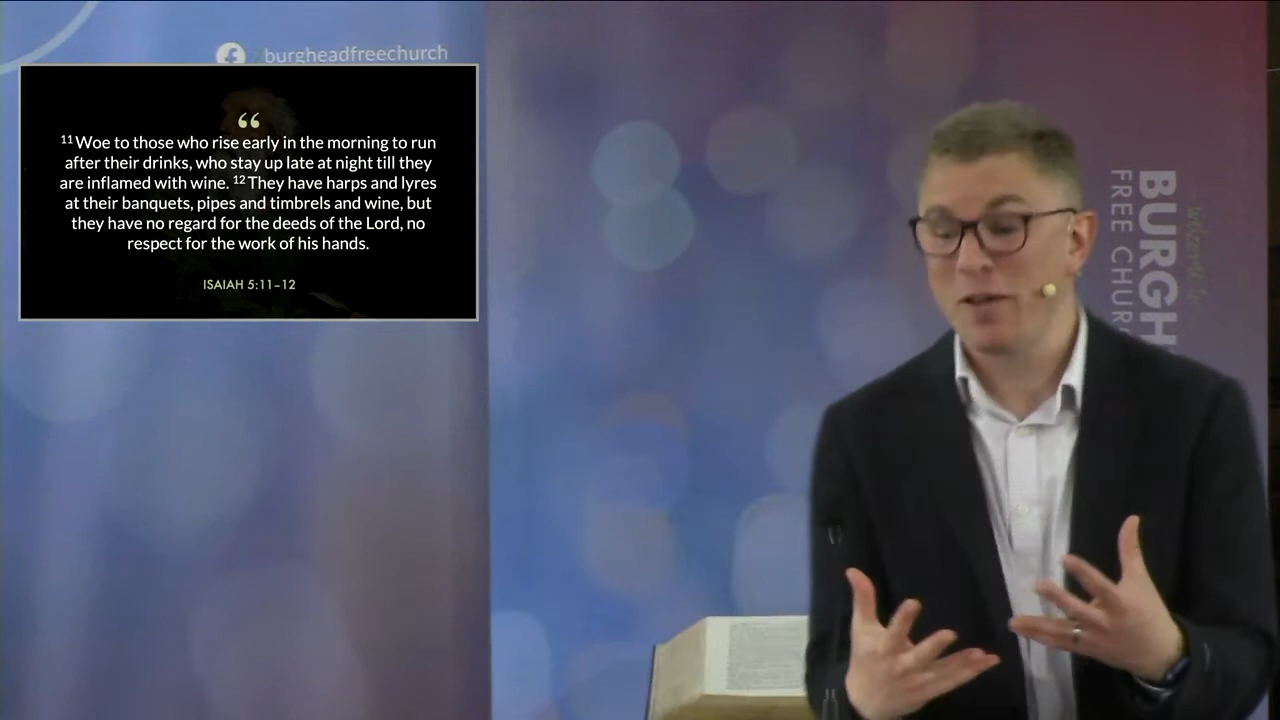 burgheadfreechurch
“
11 Woe to those who rise early in the morning to run
after their drinks, who stay up late at night till they
are inflamed with wine. 12 They have harps and lyres
at their banquets, pipes and timbrels and wine, but
they have no regard for the deeds of the Lord, no
respect for the work of his hands.
ISAIAH 5:11–12
BURGH
FREE CHURC